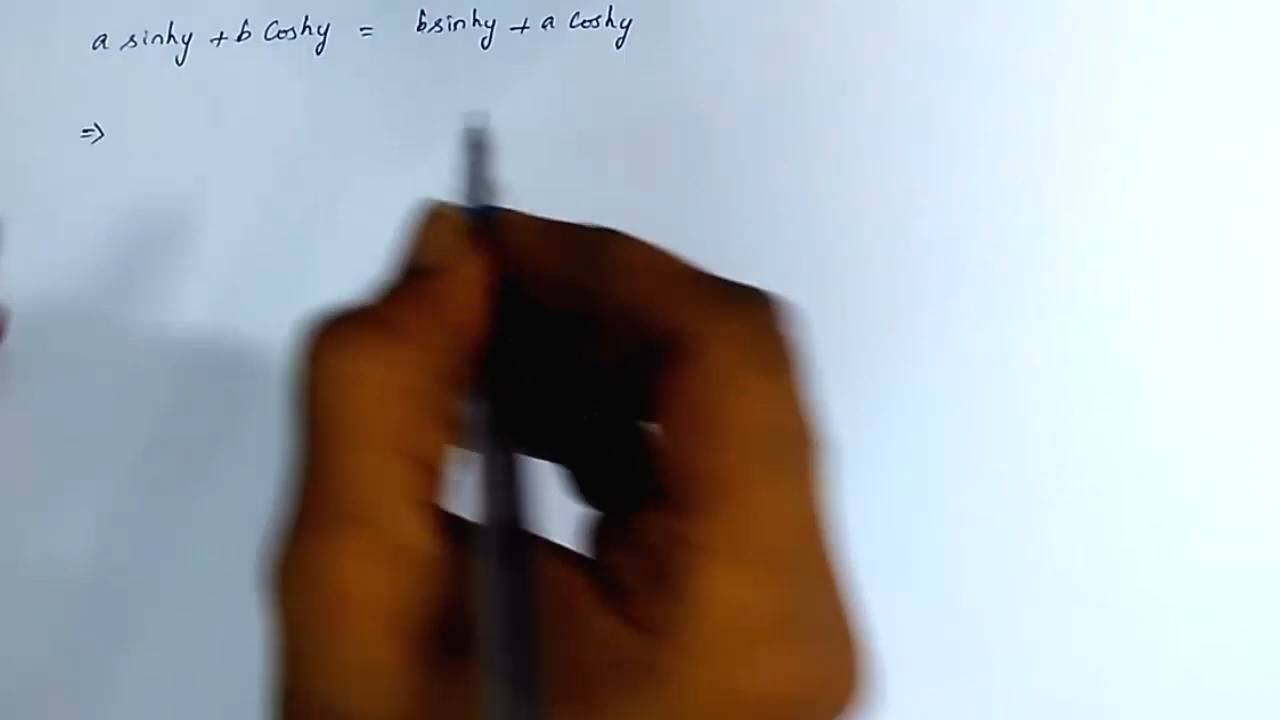 a sinhy + b Coshy = bsinhy + a Coshy
⇒